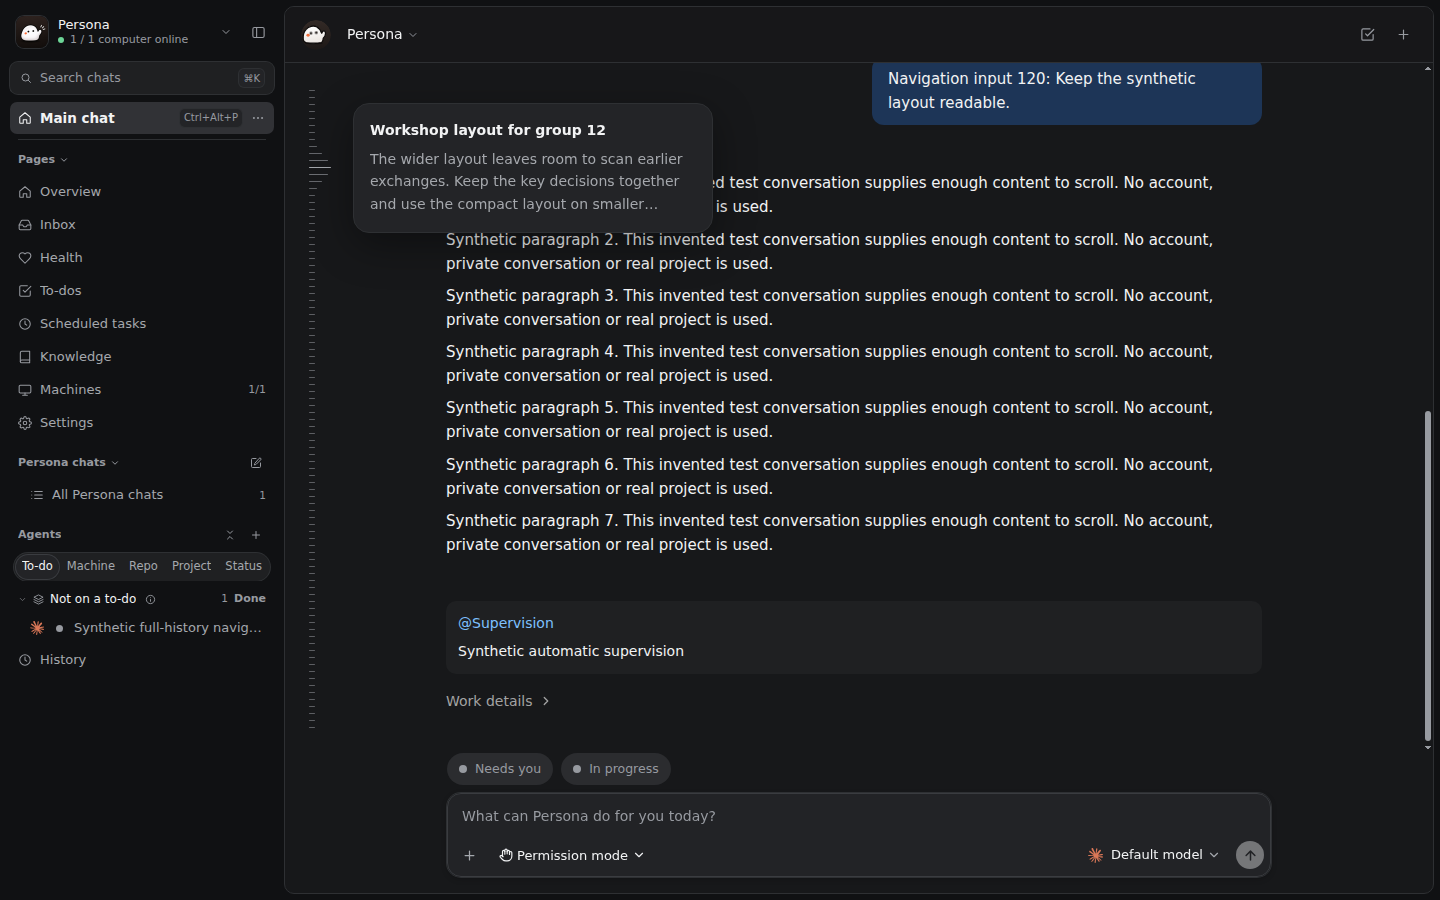 Persona
1 / 1 computer online
Search chats
⌘K
Main chat
Ctrl+Alt+P
Pages
Overview
Inbox
Health
To-dos
Scheduled tasks
Knowledge
Machines
1/1
Settings
Persona chats
All Persona chats
1
Agents
To-do
Machine
Repo
Project
Status
Not on a to-do
1 Done
Synthetic full-history navig…
History
Persona
Navigation input 120: Keep the synthetic
layout readable.
Workshop layout for group 12
The wider layout leaves room to scan earlier
exchanges. Keep the key decisions together
and use the compact layout on smaller…
test conversation supplies enough content to scroll. No account,
is used.
Synthetic paragraph 2. This invented test conversation supplies enough content to scroll. No account,
private conversation or real project is used.
Synthetic paragraph 3. This invented test conversation supplies enough content to scroll. No account,
private conversation or real project is used.
Synthetic paragraph 4. This invented test conversation supplies enough content to scroll. No account,
private conversation or real project is used.
Synthetic paragraph 5. This invented test conversation supplies enough content to scroll. No account,
private conversation or real project is used.
Synthetic paragraph 6. This invented test conversation supplies enough content to scroll. No account,
private conversation or real project is used.
Synthetic paragraph 7. This invented test conversation supplies enough content to scroll. No account,
private conversation or real project is used.
@Supervision
Synthetic automatic supervision
Work details
Needs you
In progress
What can Persona do for you today?
Permission mode
Default model